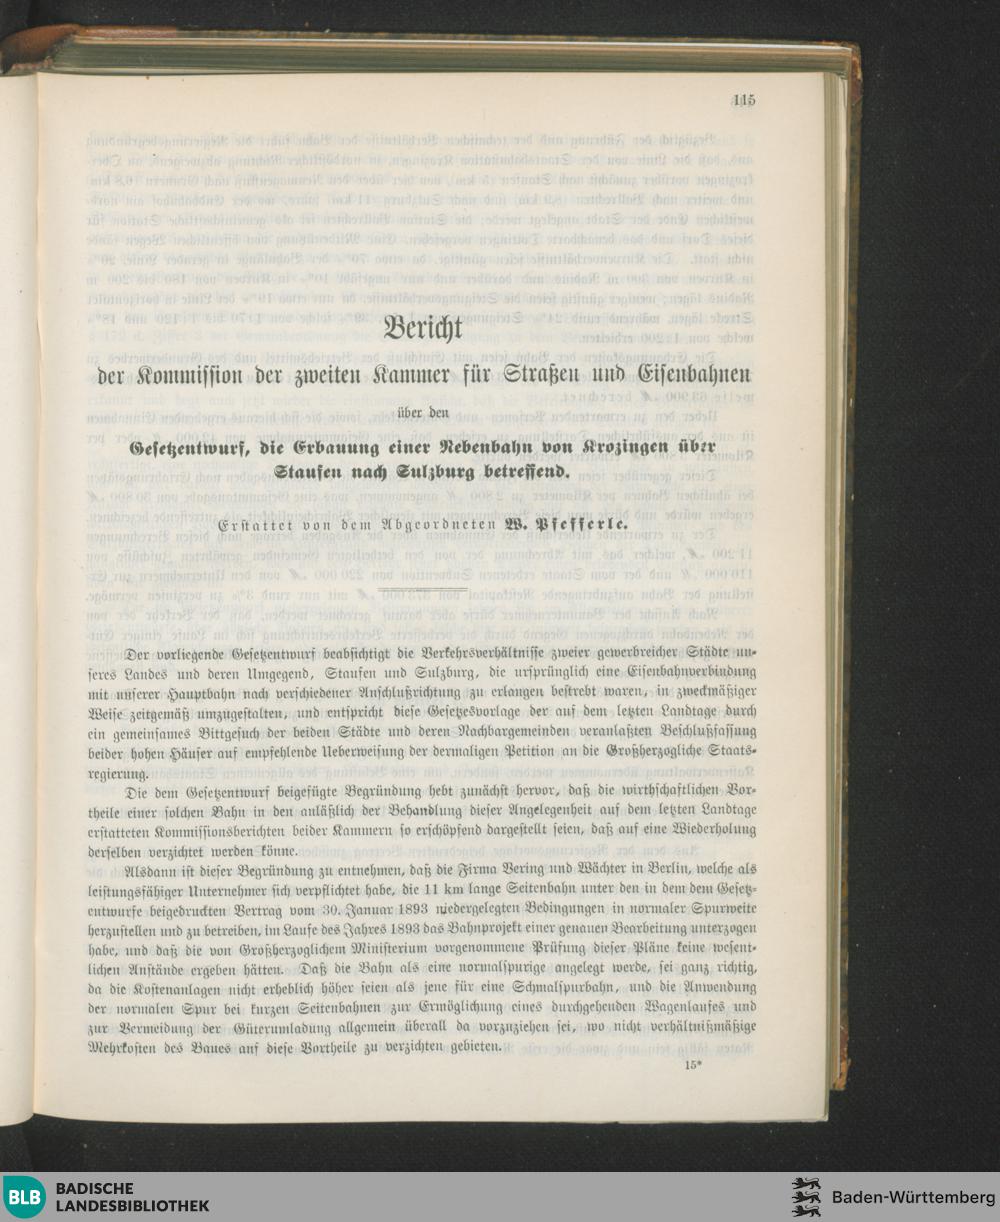 115
Bericht
der Kommission der zweiten Kammer für Straßen und Eisenbahnen
über den
Gesetzentwurf, die Erbauung einer Nebenbahn von Krozingen über
Staufen nach Sulzburg betreffend.
Erstattet von dem Abgeordneten W. Pfefferle.
Der vorliegende Gesetzentwurf beabsichtigt die Verkehrsverhältnisse zweier gewerbreicher Städte un-
seres Landes und deren Umgegend, Staufen und Sulzburg, die ursprünglich eine Eisenbahnverbindung
mit unserer Hauptbahn nach verschiedener Anschlußrichtung zu erlangen bestrebt waren, in zweckmäßiger
Weise zeitgemäß umzugestalten, und entspricht diese Gesetzesvorlage der auf dem letzten Landtage durch
ein gemeinsames Bittgesuch der beiden Städte und deren Nachbargemeinden veranlaßten Beschlußfassung
beider hohen Häuser auf empfehlende Ueberweisung der dermaligen Petition an die Großherzogliche Staats-
regierung.
Die dem Gesetzentwurf beigefügte Begründung hebt zunächst hervor, daß die wirthschaftlichen Vor-
theile einer solchen Bahn in den anläßlich der Behandlung dieser Angelegenheit auf dem letzten Landtage
erstatteten Kommissionsberichten beider Kammern so erschöpfend dargestellt seien, daß auf eine Wiederholung
derselben verzichtet werden könne.
Alsdann ist dieser Begründung zu entnehmen, daß die Firma Vering und Wächter in Berlin, welche als
leistungsfähiger Unternehmer sich verpflichtet habe, die 11 km lange Seitenbahn unter den in dem dem Gesetz-
entwurfe beigedruckten Vertrag vom 30. Januar 1893 niedergelegten Bedingungen in normaler Spurweite
herzustellen und zu betreiben, im Laufe des Jahres 1893 das Bahnprojekt einer genauen Bearbeitung unterzogen
habe, und daß die von Großherzoglichem Ministerium vorgenommene Prüfung dieser Pläne keine wesent-
lichen Anstände ergeben hätten. Daß die Bahn als eine normalspurige angelegt werde, sei ganz richtig,
da die Kostenanlagen nicht erheblich höher seien als jene für eine Schmalspurbahn, und die Anwendung
der normalen Spur bei kurzen Seitenbahnen zur Ermöglichung eines durchgehenden Wagenlaufes und
zur Vermeidung der Güterumladung allgemein überall da vorzuziehen sei, wo nicht verhältnißmäßige
Mehrkosten des Baues auf diese Vortheile zu verzichten gebieten.
15*
BLB BADISCHE
LANDESBIBLIOTHEK
Baden-Württemberg